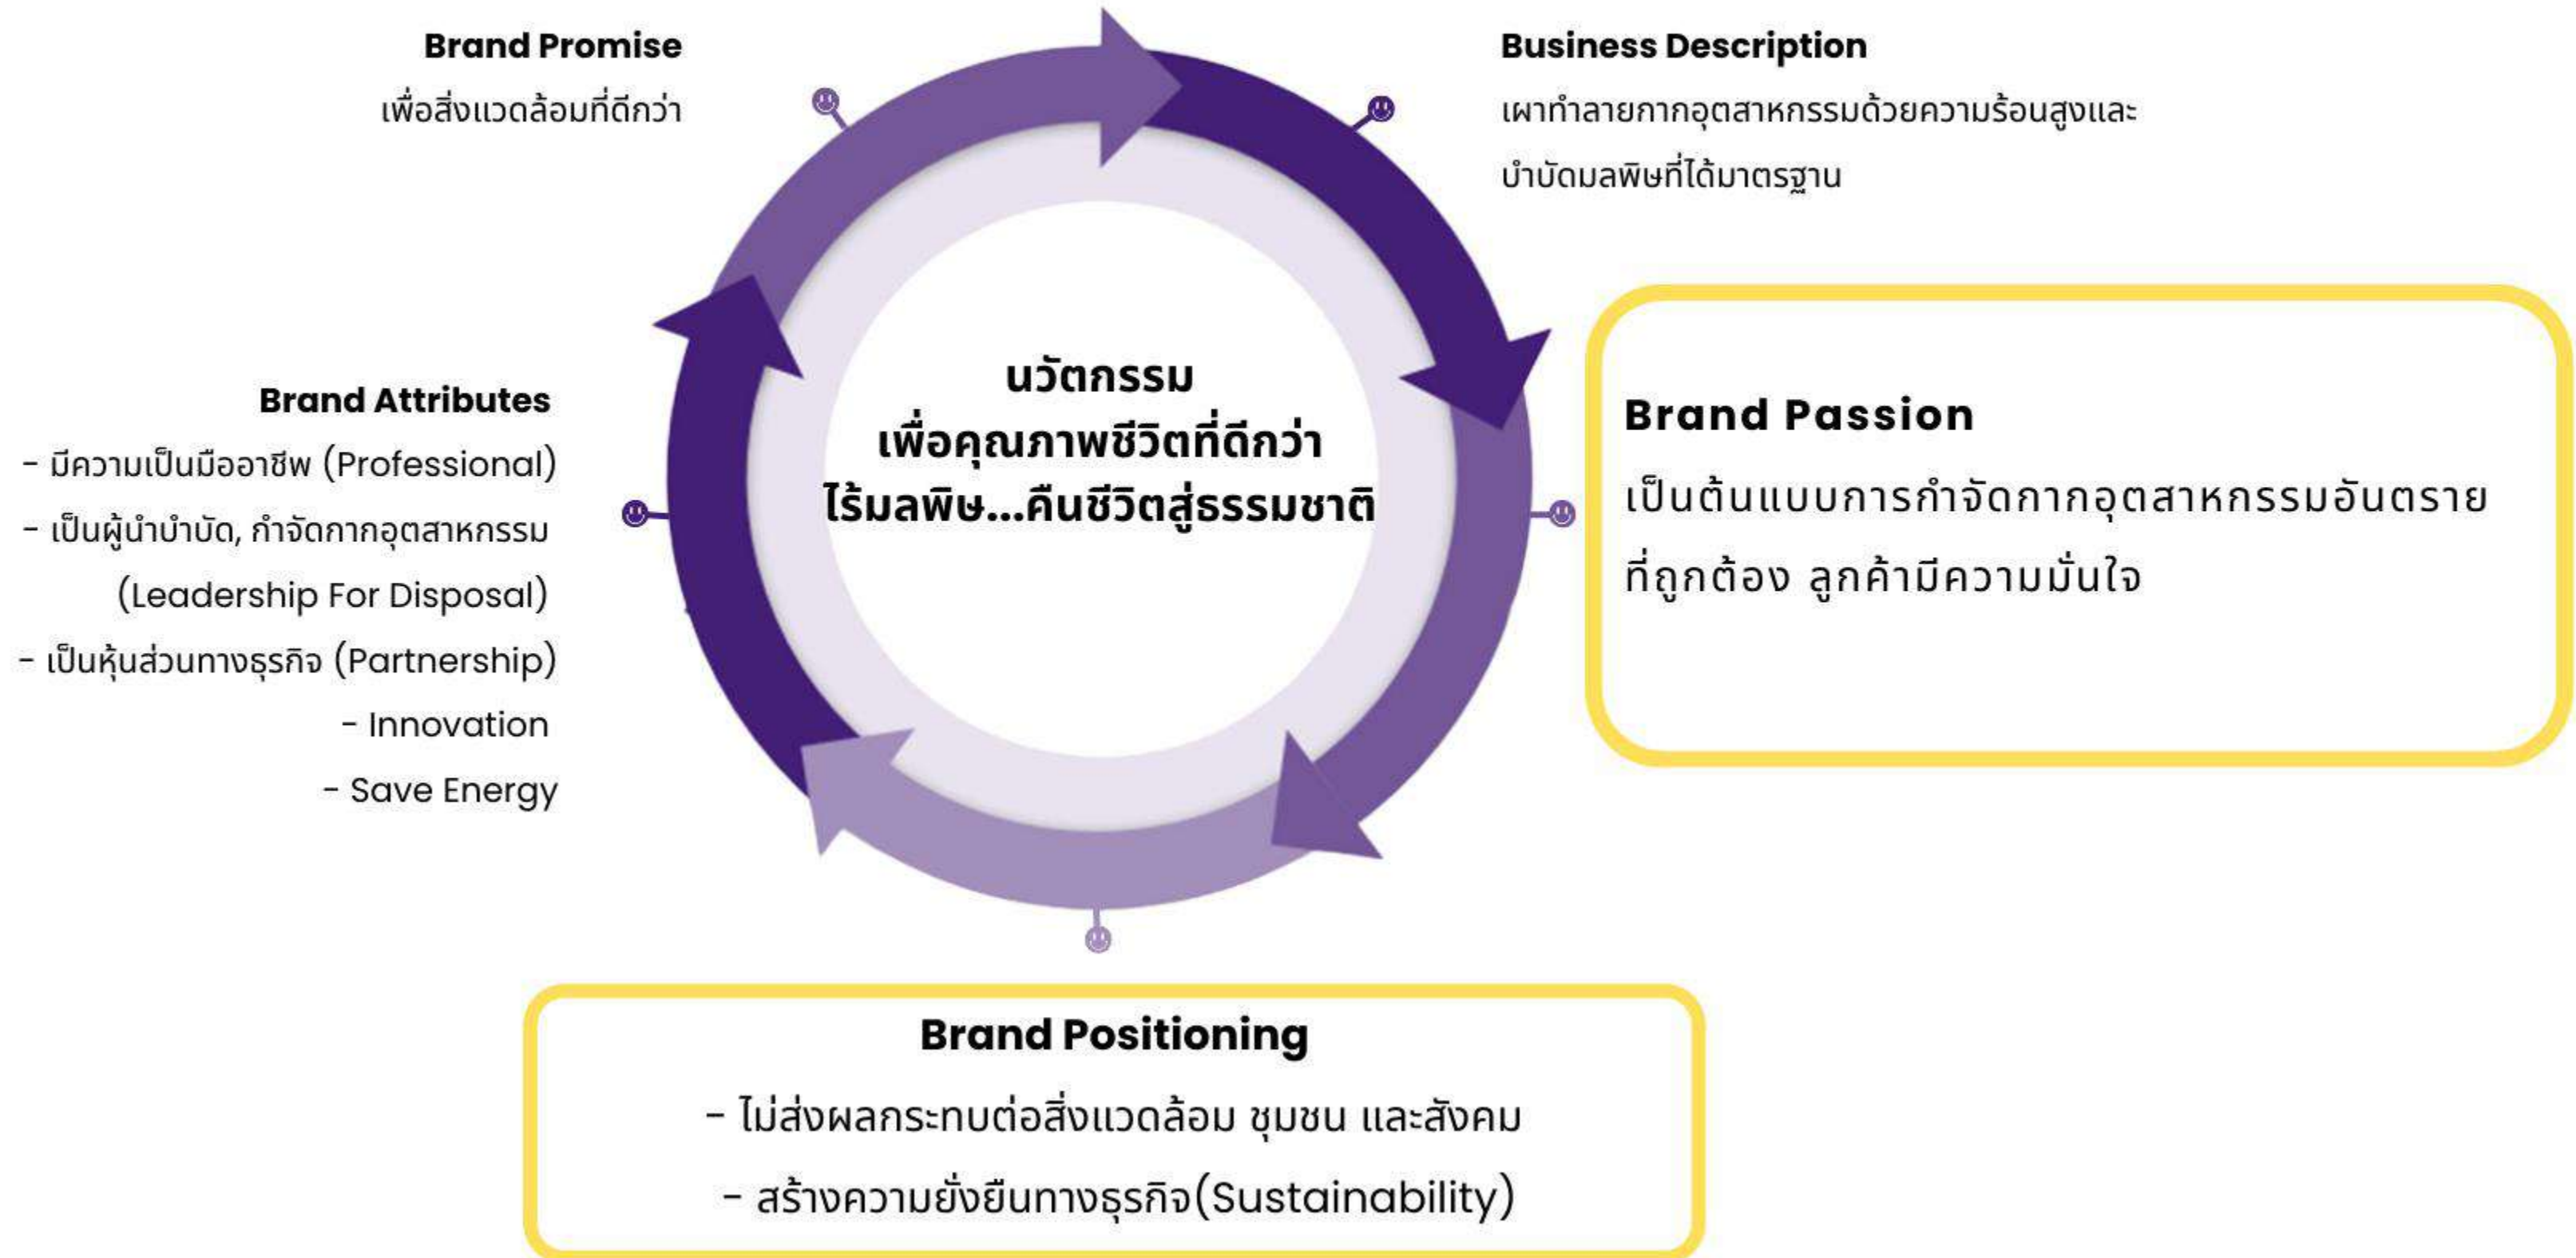 Brand Promise
เพื่อสิ่งแวดล้อมที่ดีกว่า
Business Description
เผาทำลายกากอุตสาหกรรมด้วยความร้อนสูงและ
บำบัดมลพิษที่ได้มาตรฐาน
Brand Passion
เป็นต้นแบบการกำจัดกากอุตสาหกรรมอันตราย
ที่ถูกต้อง ลูกค้ามีความมั่นใจ
Brand Positioning
- ไม่ส่งผลกระทบต่อสิ่งแวดล้อม ชุมชน และสังคม
- สร้างความยั่งยืนทางธุรกิจ(Sustainability)
Brand Attributes
- มีความเป็นมืออาชีพ (Professional)
- เป็นผู้นำบำบัด, กำจัดกากอุตสาหกรรม
(Leadership For Disposal)
- เป็นหุ้นส่วนทางธุรกิจ (Partnership)
- Innovation
- Save Energy
นวัตกรรม
เพื่อคุณภาพชีวิตที่ดีกว่า
ไร้มลพิษ...คืนชีวิตสู่ธรรมชาติ